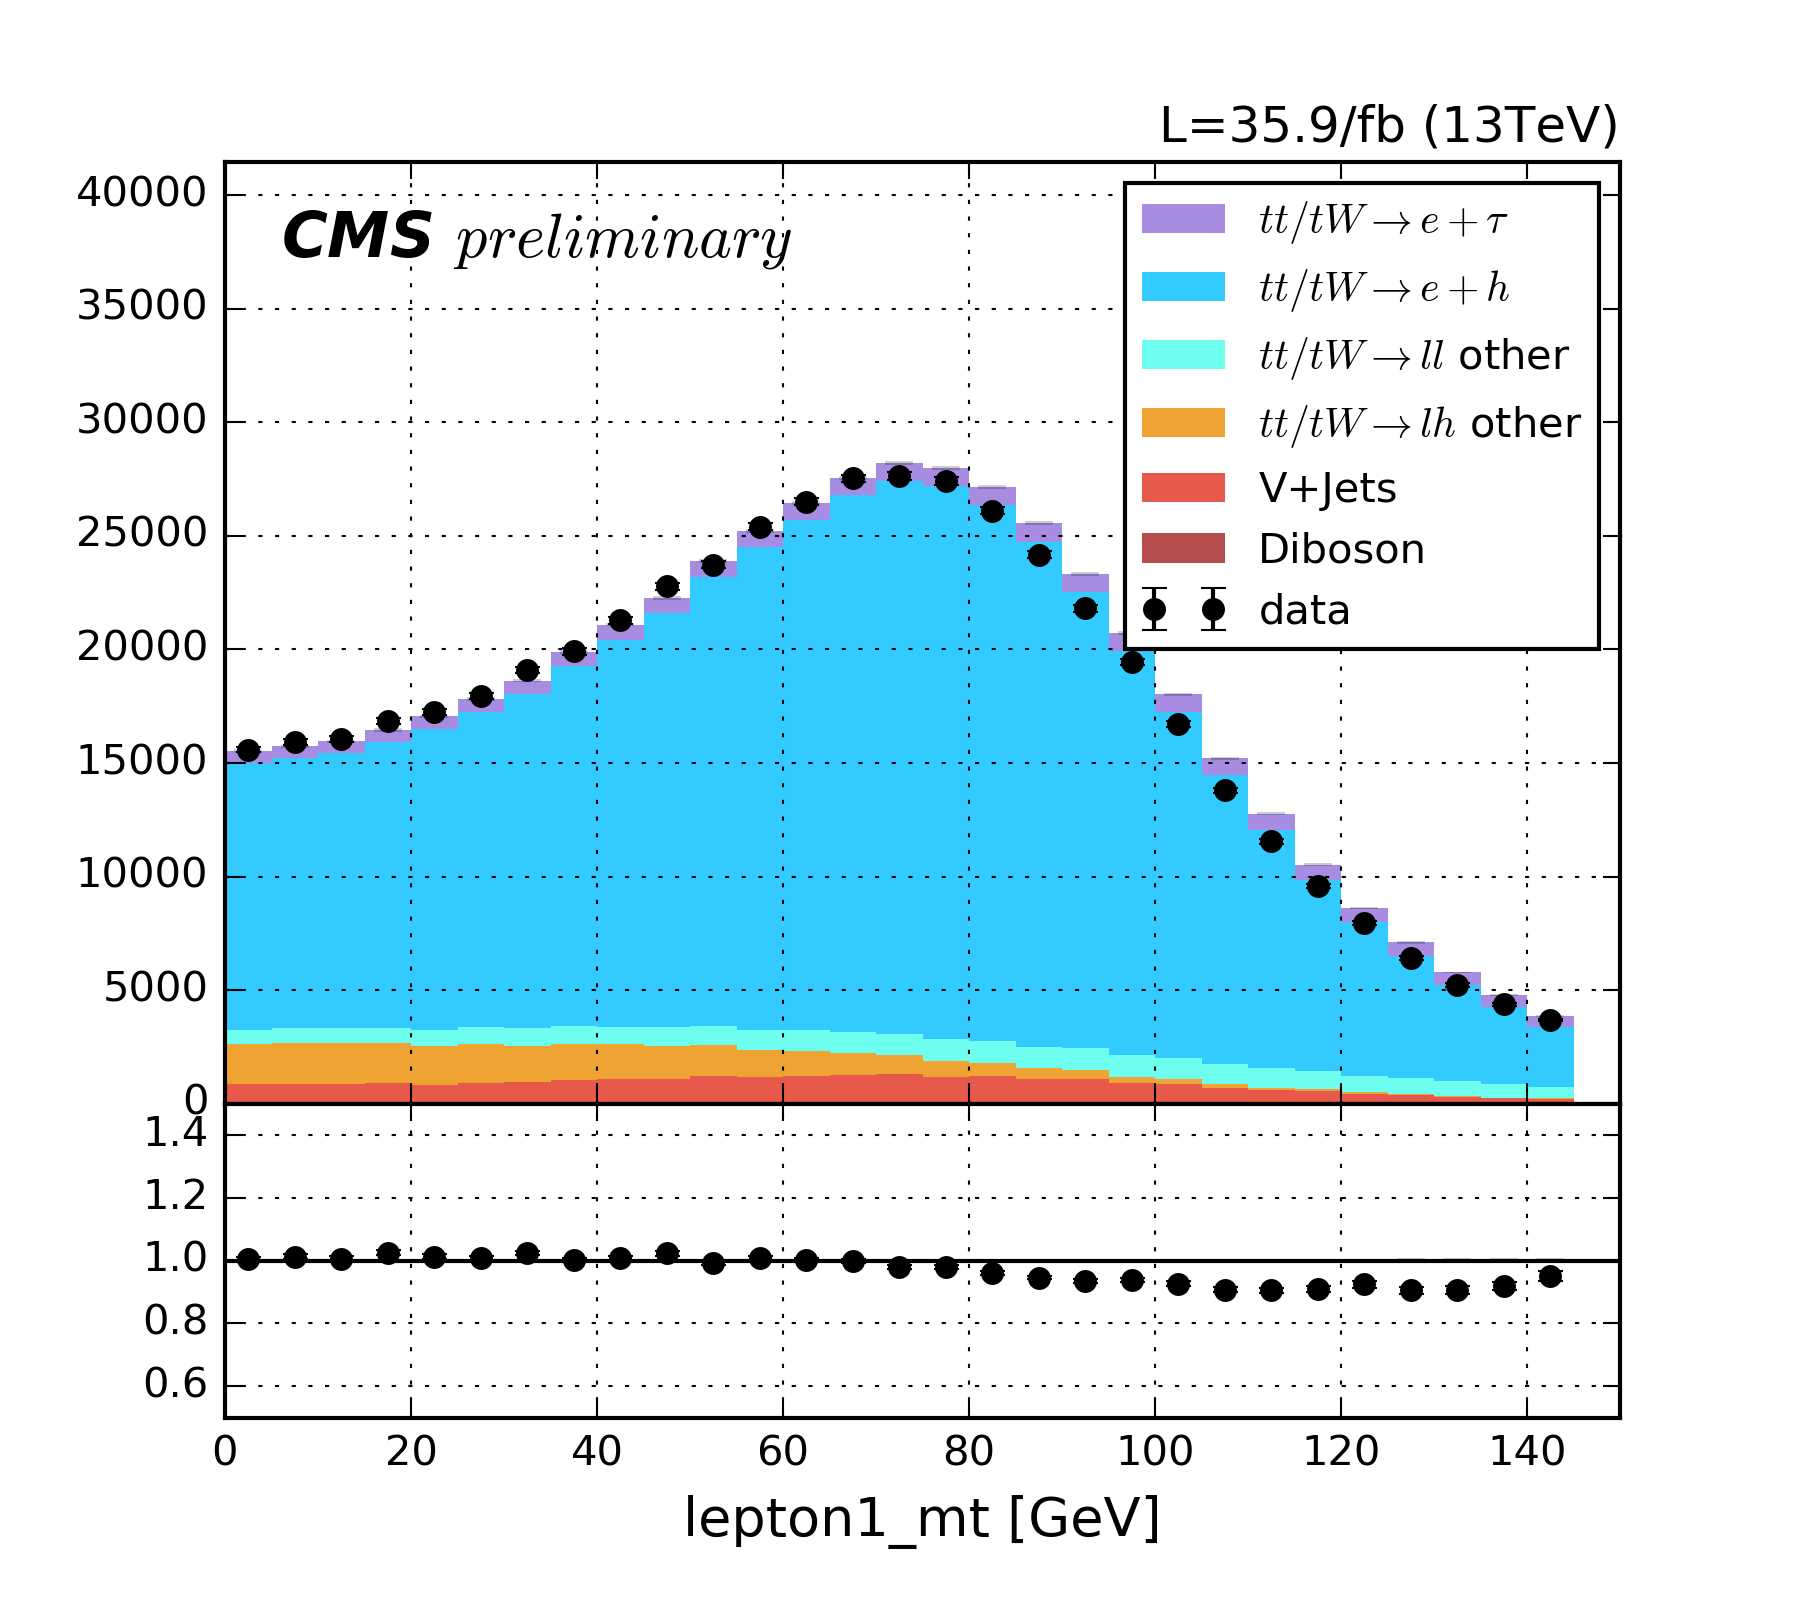 L=35.9/fb (13TeV)
CMS preliminary
40000
35000
30000
25000
20000
15000
10000
5000
0
tt/tW→e+τ
tt/tW→e+h
tt/tW→ll other
tt/tW→lh other
V+Jets
Diboson
data
1.4
1.2
1.0
0.8
0.6
0 20 40 60 80 100 120 140
lepton1_mt [GeV]